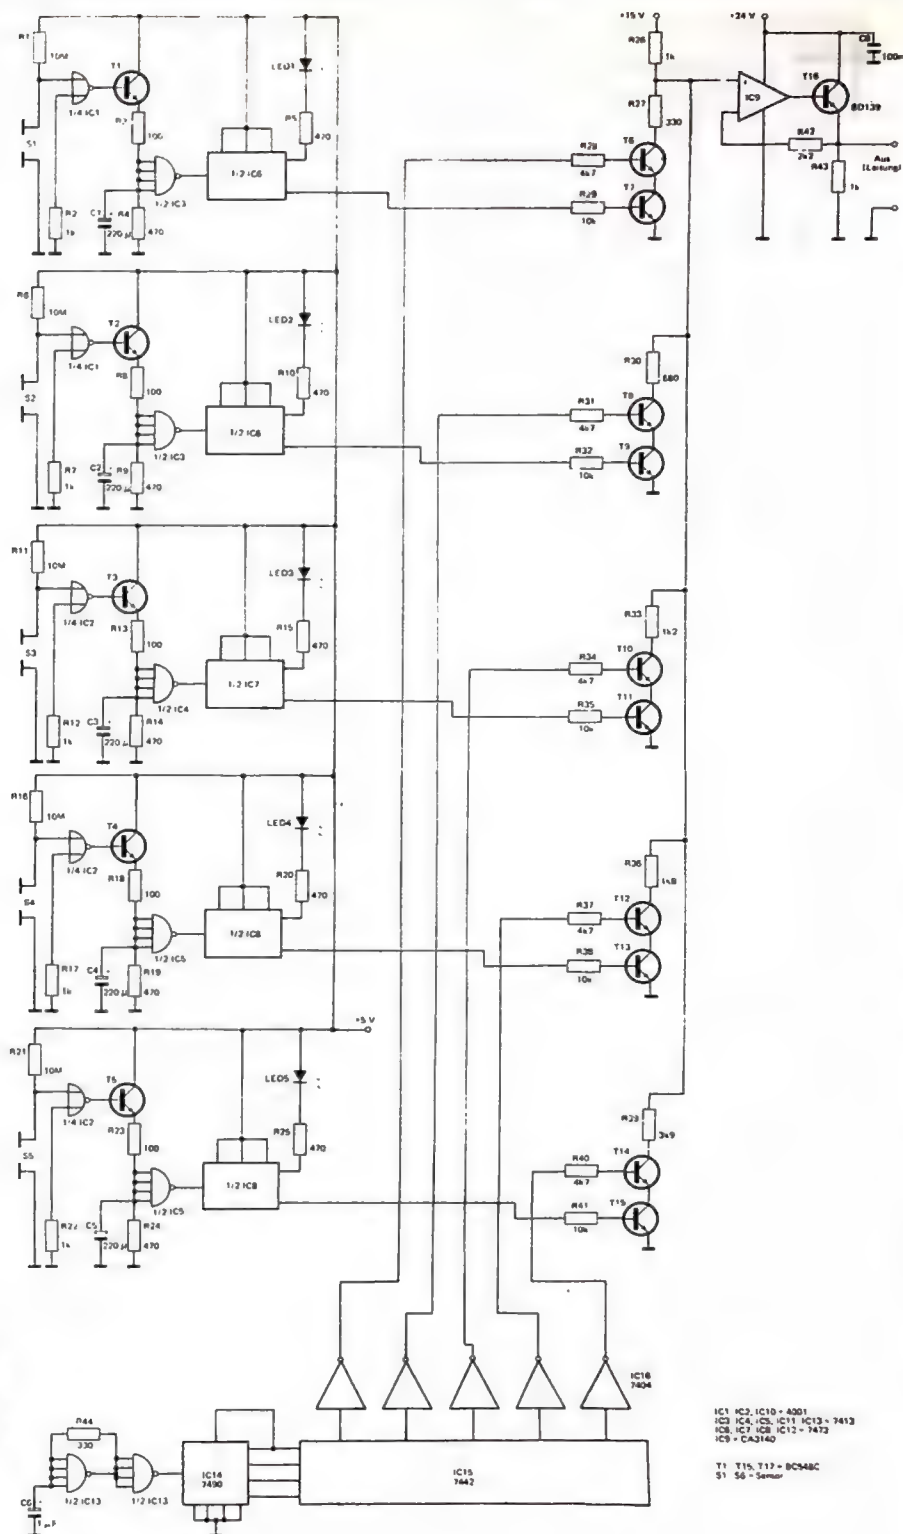 +15 V
+24 V
R1
10M
T1
LED1
R26
1k
C8
100n
T16
BD139
IC9
1/4 IC1
R5
470
R27
330
100
S1
T6
R28
4k7
R42
2k2
R43
1k
Aus
(Leitung)
1/2 IC3
1/2 IC6
T7
R29
10k
R2
1k
C1
+
220 µ
R4
470
R6
10M
T2
LED2
1/4 IC1
R8
100
R10
470
R30
680
S2
T8
R31
4k7
1/2 IC3
1/2 IC6
R32
10k
T9
R7
1k
C2
+
220 µ
R9
470
R11
10M
T3
LED3
1/4 IC2
R13
100
R15
470
R33
1k2
S3
T10
R34
4k7
1/2 IC4
1/2 IC7
R35
10k
T11
R12
1k
C3
+
220 µ
R14
470
R16
10M
T4
LED4
1/4 IC2
R18
100
R20
470
R36
1k8
S4
T12
R37
4k7
1/2 IC5
T13
R38
10k
R17
1k
C4
+
220 µ
R19
470
+5 V
R21
10M
T5
LED5
1/4 IC2
R23
100
R25
470
3k9
S5
T14
R40
4k7
1/2 IC5
1/2 IC8
R41
10k
T15
R22
1k
C5
+
220 µ
R24
470
IC16
7404
R44
330
IC14
7490
IC15
7442
C6
+
1 µF
1/2 IC13
1/2 IC13
IC1 IC2, IC10 = 4001
IC3 IC4, IC5, IC11 IC13 = 7413
IC6, IC7 IC8 IC12 = 7473
IC9 = CA3140
T1 T15, T17 = BC548C
S1 S6 = Sensor